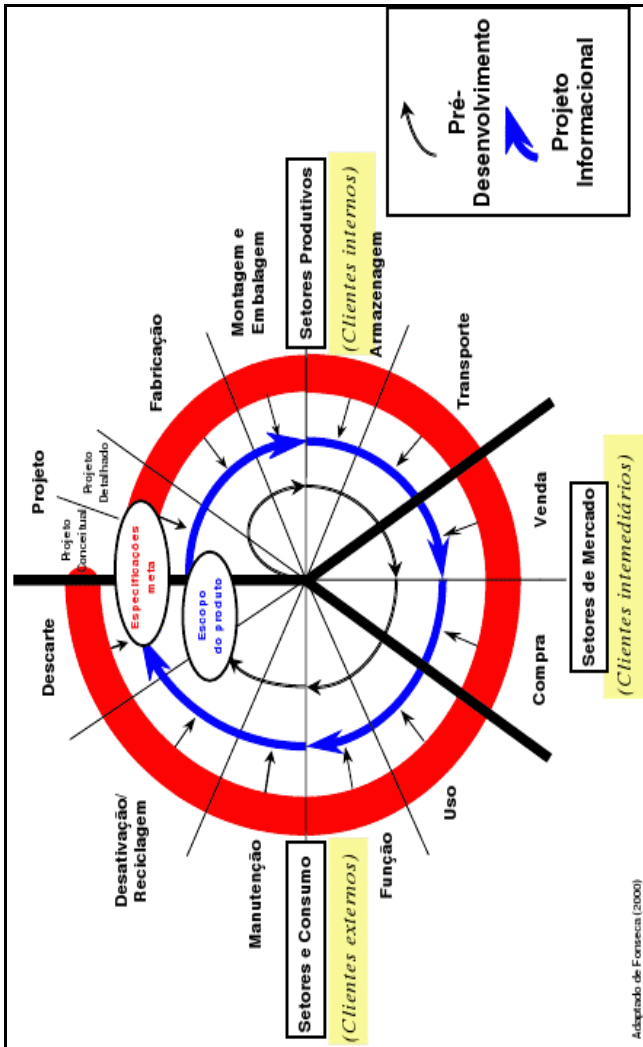 Projeto
Projeto
Conceitual
Projeto
Detalhado
Fabricação
Montagem e
Embalagem
Setores Produtivos
(Clientes internos)
Armazenagem
Transporte
Venda
Setores de Mercado
(Clientes intemediários)
Compra
Uso
Função
Setores e Consumo
(Clientes externos)
Manutenção
Desativação/
Reciclagem
Descarte
Especificações
meta
Escopo
do produto
Pré-
Desenvolvimento
Projeto
Informacional
Adaptado de Fonseca (2000)